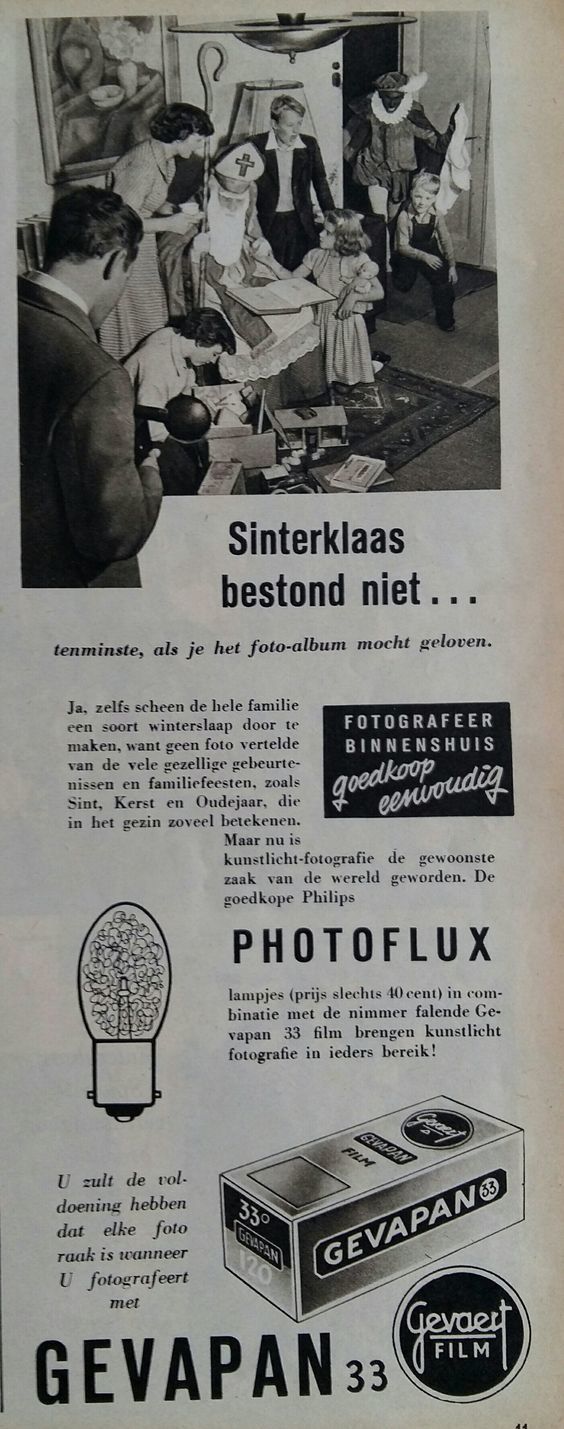 Sinterklaas
bestond niet...
tenminste, als je het foto-album mocht geloven.
Ja, zelfs scheen de hele familie
een soort winterslaap door te
maken, want geen foto vertelde
van de vele gezellige gebeurte-
nissen en familiefeesten, zoals
Sint, Kerst en Oudejaar, die
in het gezin zoveel betekenen.
Maar nu is
kunstlicht-fotografie de gewoonste
zaak van de wereld geworden. De
goedkope Philips
FOTOGRAFEER
BINNENSHUIS
goedkoop
eenvoudig
PHOTOFLUX
lampjes (prijs slechts 40 cent) in com-
binatie met de nimmer falende Ge-
vapan 33 film brengen kunstlicht
fotografie in ieders bereik!
U zult de vol-
doening hebben
dat elke foto
raak is wanneer
U fotografeert
met
Gevaert
GEVAPAN
FILM
33°
GEVAPAN
120
GEVAPAN 33
Gevaert
FILM
GEVAPAN 33